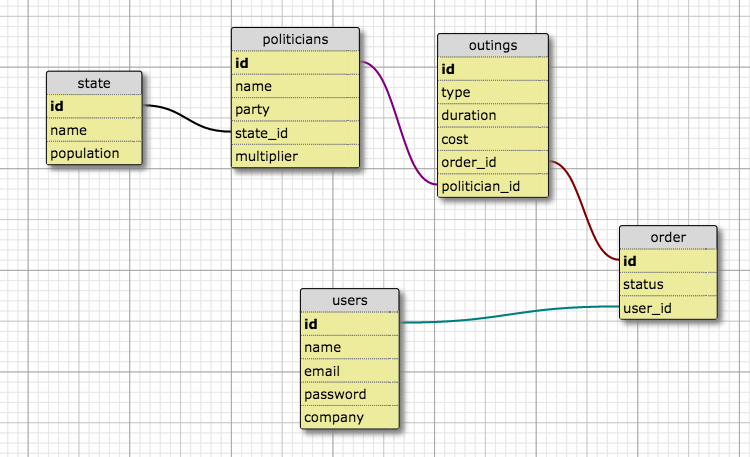 state
id
name
population
politicians
id
name
party
state_id
multiplier
outings
id
type
duration
cost
order_id
politician_id
order
id
status
user_id
users
id
name
email
password
company